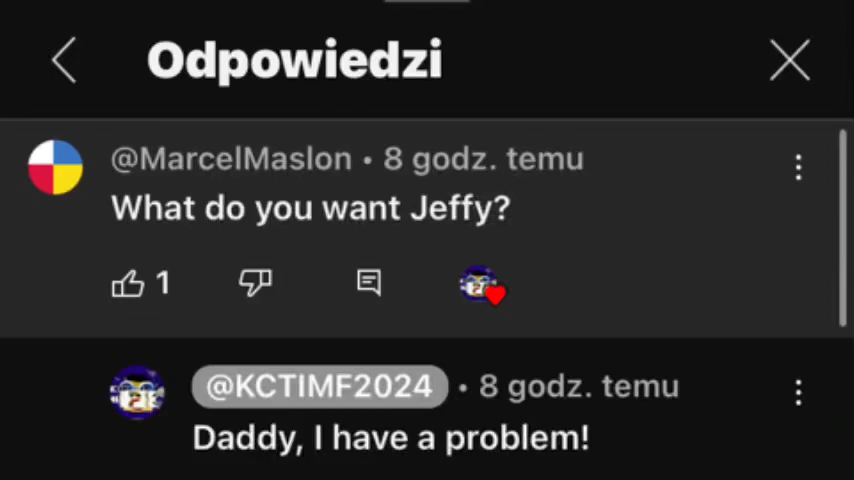 Odpowiedzi
@MarcelMaslon • 8 godz. temu
What do you want Jeffy?
1
@KCTIMF2024 • 8 godz. temu
Daddy, I have a problem!